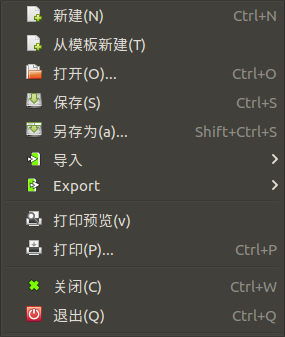 新建(N) Ctrl+N
从模板新建(T)
打开(O)... Ctrl+O
保存(S) Ctrl+S
另存为(a)... Shift+Ctrl+S
导入
Export
打印预览(v)
打印(P)... Ctrl+P
关闭(C) Ctrl+W
退出(Q) Ctrl+Q